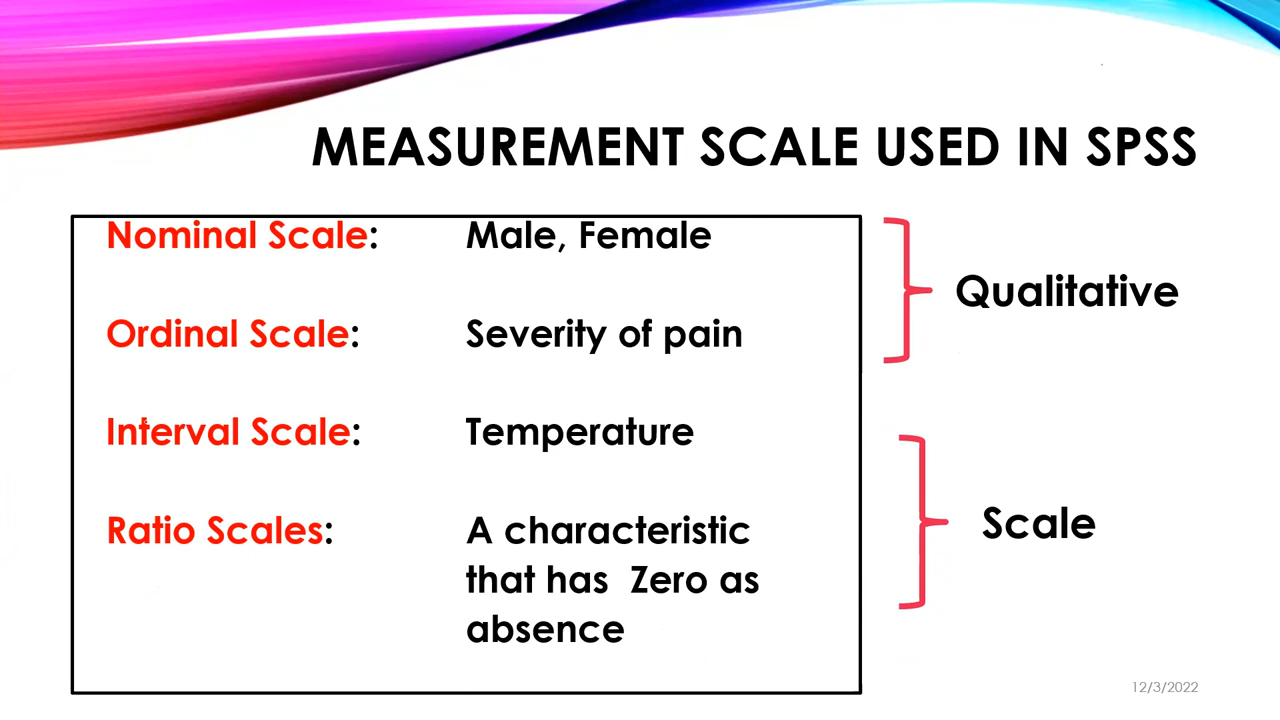 MEASUREMENT SCALE USED IN SPSS
Nominal Scale: Male, Female
Qualitative
Ordinal Scale: Severity of pain
Interval Scale: Temperature
Ratio Scales: A characteristic
that has Zero as
absence
Scale
12/3/2022